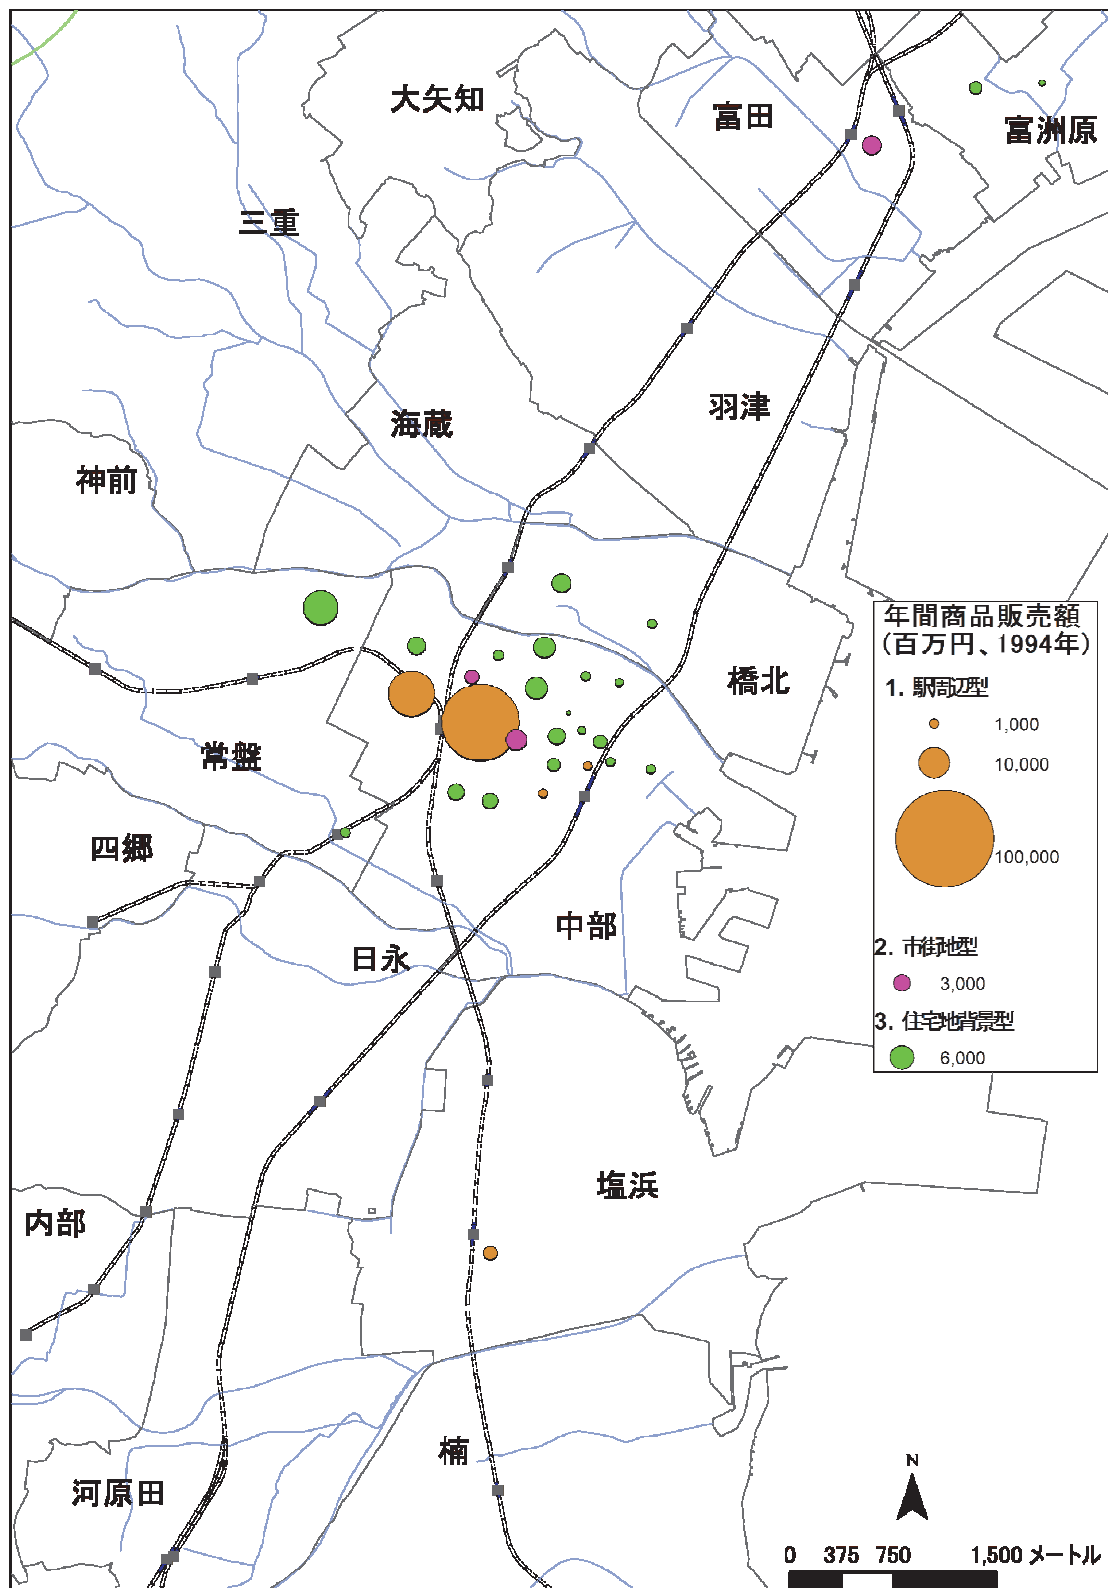 大矢知
富田
富洲原
三重
羽津
海蔵
神前
橋北
常盤
四郷
中部
日永
塩浜
内部
楠
河原田
年間商品販売額
(百万円、1994年)
1. 駅周辺型
1,000
10,000
100,000
2. 市街地型
3,000
3. 住宅地背景型
6,000
N
0 375 750 1,500 メートル